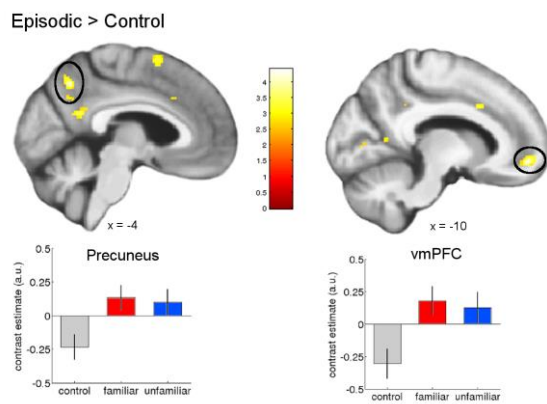 Episodic > Control
4
3.5
3
2.5
2
1.5
1
0.5
0
x = -4
x = -10
Precuneus
contrast estimate (a.u.)
0.5
0.25
0
-0.25
-0.5
control familiar unfamiliar
vmPFC
contrast estimate (a.u.)
0.5
0.25
0
-0.25
-0.5
control familiar unfamiliar